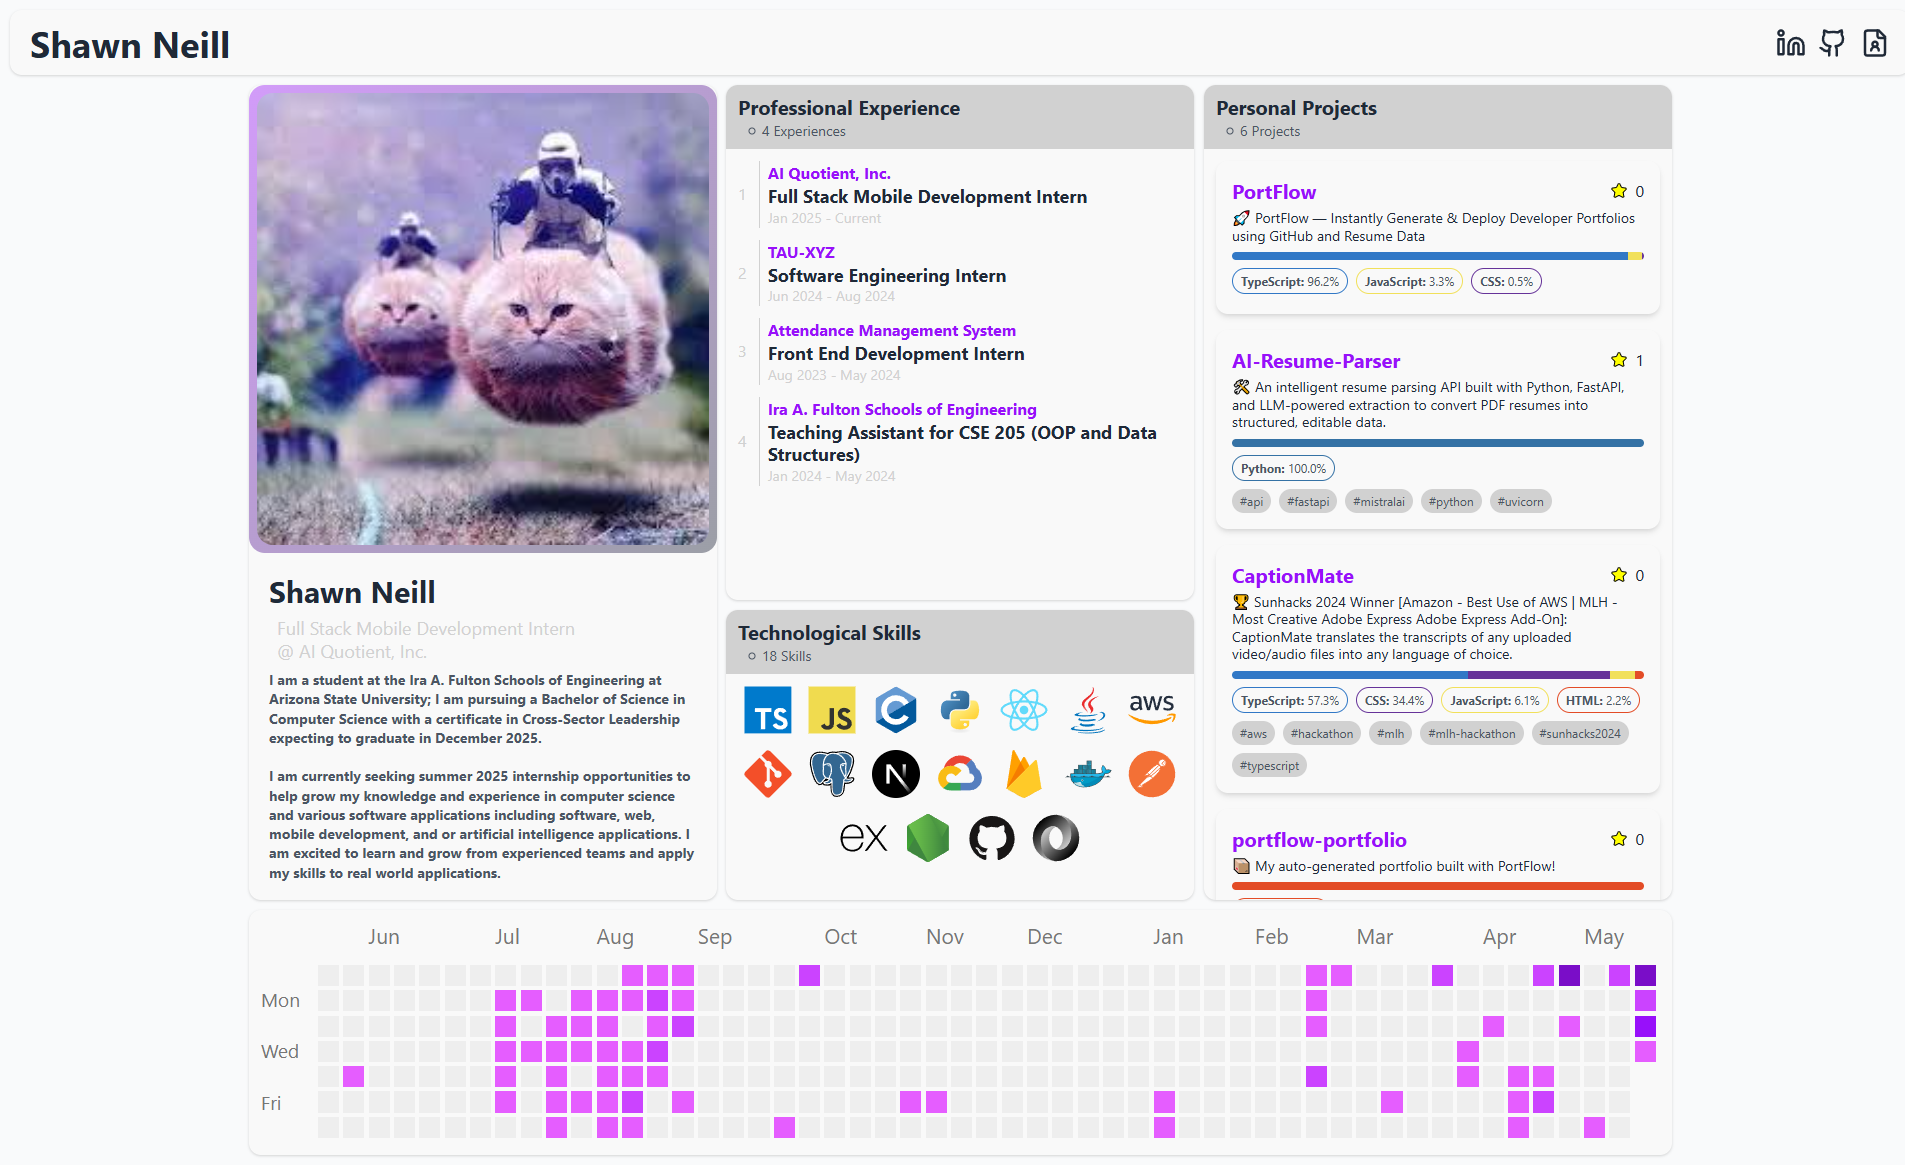 Shawn Neill
Shawn Neill
Full Stack Mobile Development Intern
@ AI Quotient, Inc.
I am a student at the Ira A. Fulton Schools of Engineering at
Arizona State University; I am pursuing a Bachelor of Science in
Computer Science with a certificate in Cross-Sector Leadership
expecting to graduate in December 2025.
I am currently seeking summer 2025 internship opportunities to
help grow my knowledge and experience in computer science
and various software applications including software, web,
mobile development, and or artificial intelligence applications. I
am excited to learn and grow from experienced teams and apply
my skills to real world applications.
Professional Experience
4 Experiences
1
AI Quotient, Inc.
Full Stack Mobile Development Intern
Jan 2025 - Current
2
TAU-XYZ
Software Engineering Intern
Jun 2024 - Aug 2024
3
Attendance Management System
Front End Development Intern
Aug 2023 - May 2024
4
Ira A. Fulton Schools of Engineering
Teaching Assistant for CSE 205 (OOP and Data
Structures)
Jan 2024 - May 2024
Technological Skills
18 Skills
TS JS C aws
N
ex
Personal Projects
6 Projects
PortFlow 0
🚀 PortFlow — Instantly Generate & Deploy Developer Portfolios
using GitHub and Resume Data
TypeScript: 96.2% JavaScript: 3.3% CSS: 0.5%
AI-Resume-Parser 1
🛠 An intelligent resume parsing API built with Python, FastAPI,
and LLM-powered extraction to convert PDF resumes into
structured, editable data.
Python: 100.0%
#api #fastapi #mistralai #python #uvicorn
CaptionMate 0
🏆 Sunhacks 2024 Winner [Amazon - Best Use of AWS | MLH -
Most Creative Adobe Express Adobe Express Add-On]:
CaptionMate translates the transcripts of any uploaded
video/audio files into any language of choice.
TypeScript: 57.3% CSS: 34.4% JavaScript: 6.1% HTML: 2.2%
#aws #hackathon #mlh #mlh-hackathon #sunhacks2024
#typescript
portflow-portfolio 0
📦 My auto-generated portfolio built with PortFlow!
Jun Jul Aug Sep Oct Nov Dec Jan Feb Mar Apr May
Mon
Wed
Fri